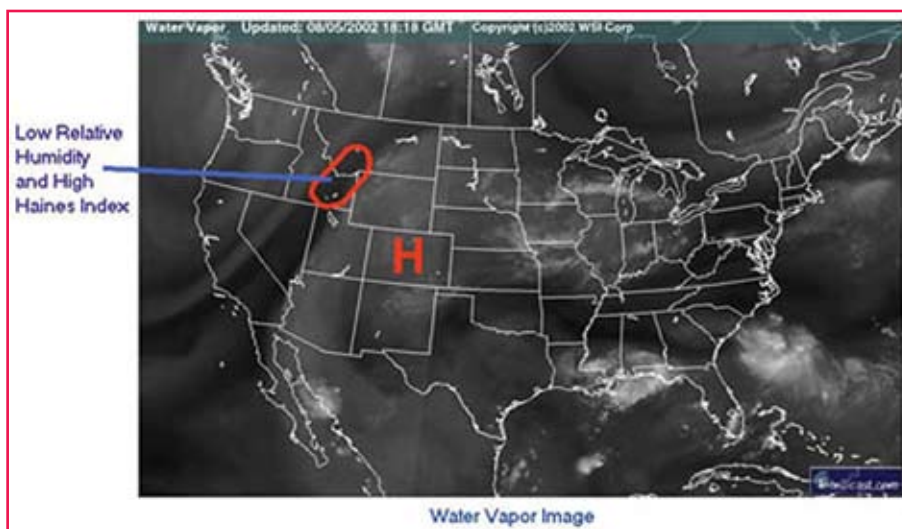 Water Vapor Updated: 08/05/2002 18:18 GMT Copyright (c)2002 WSI Corp
Low Relative
Humidity
and High
Haines Index
H
Water Vapor Image